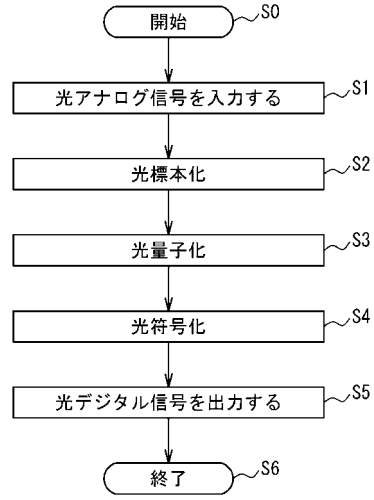 開始 S0
光アナログ信号を入力する S1
光標本化 S2
光量子化 S3
光符号化 S4
光デジタル信号を出力する S5
終了 S6